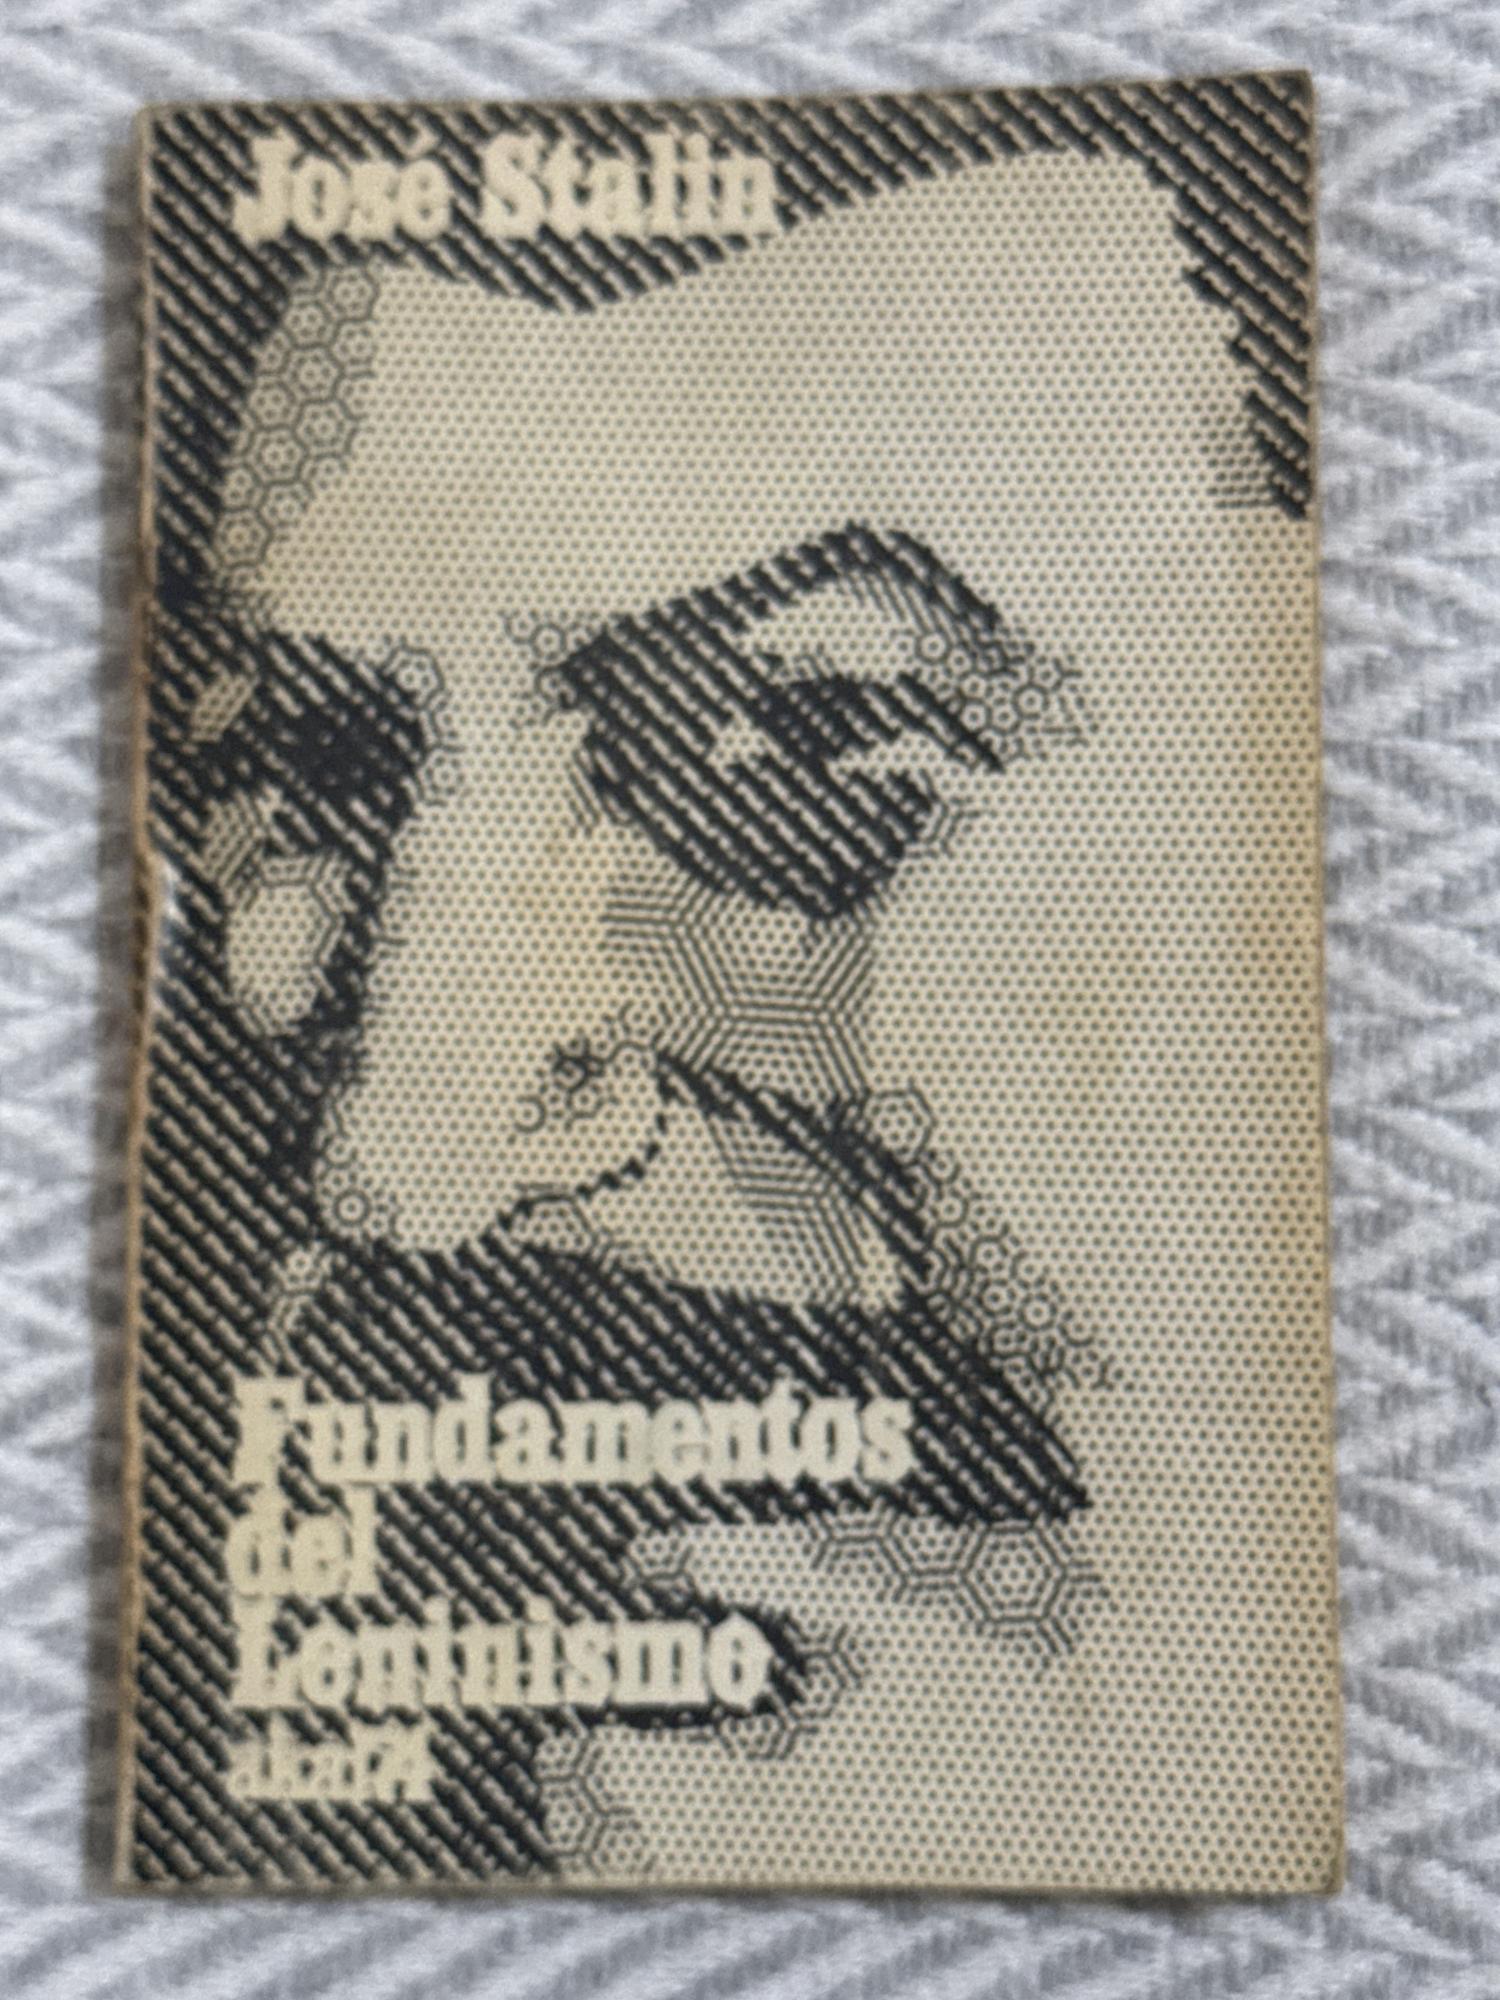 José Stalin
Fundamentos
del
Leninismo
akal 74